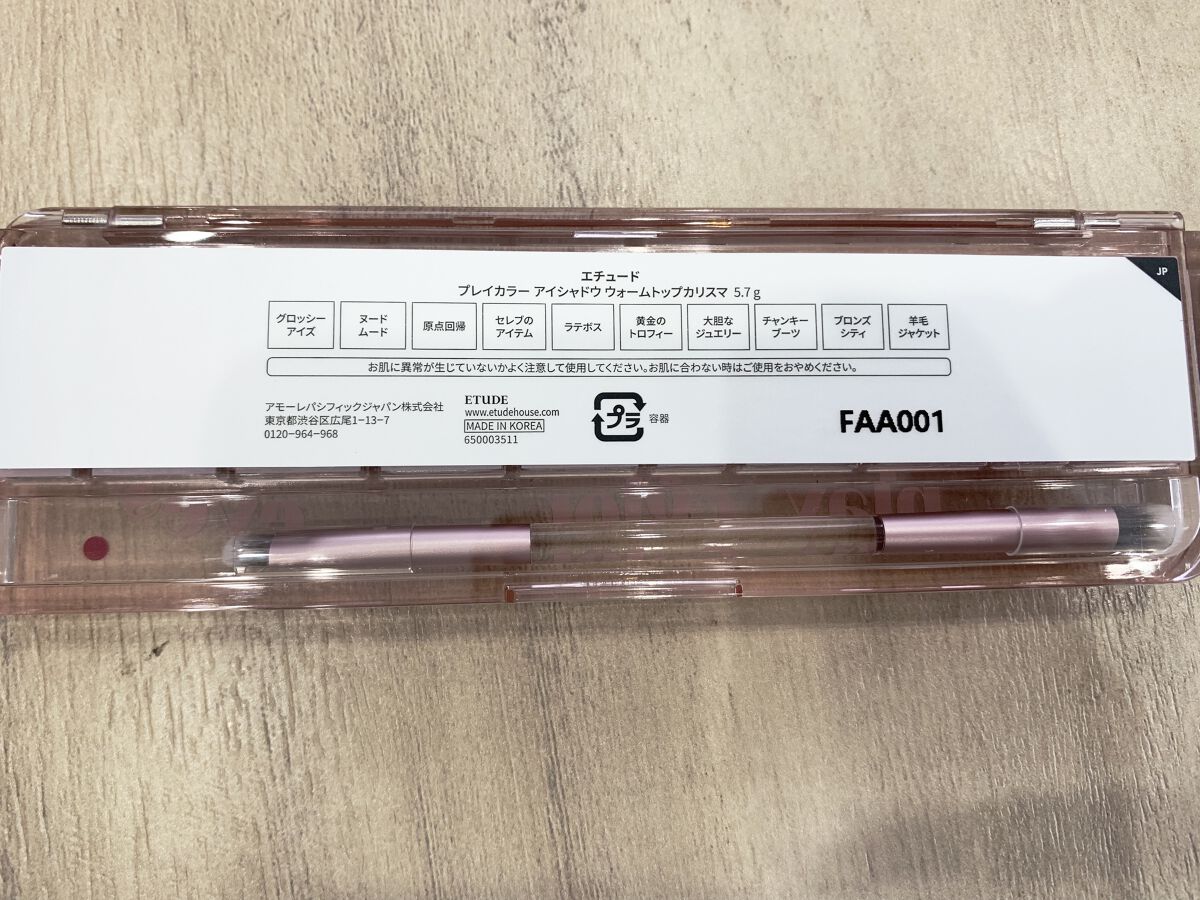 JP
エチュード
プレイカラー アイシャドウ ウォームトップカリスマ 5.7 g
グロッシー
アイズ
ヌード
ムード
原点回帰
セレブの
アイテム
ラテボス
黄金の
トロフィー
大胆な
ジュエリー
チャンキー
ブーツ
ブロンズ
シティ
羊毛
ジャケット
お肌に異常が生じていないかよく注意して使用してください。お肌に合わない時はご使用をおやめください。
アモーレパシフィックジャパン株式会社
東京都渋谷区広尾1-13-7
0120-964-968
ETUDE
www.etudehouse.com
MADE IN KOREA
650003511
プラ
容器
FAA001